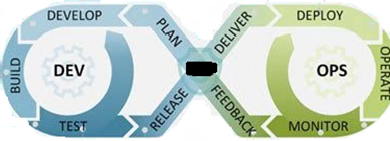 DEVELOP
PLAN
DELIVER
DEPLOY
BUILD
DEV
OPS
OPERATE
TEST
RELEASE
FEEDBACK
MONITOR